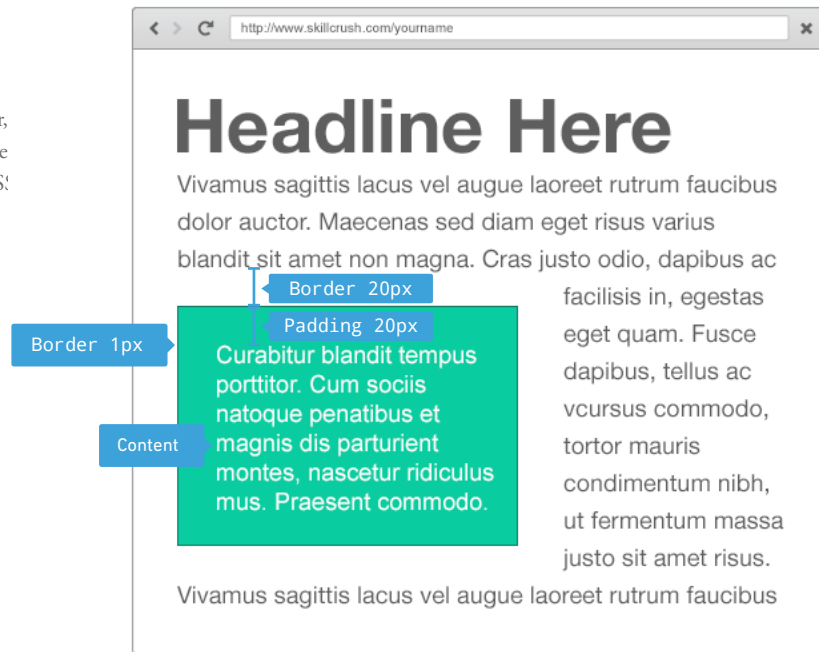 http://www.skillcrush.com/yourname
Headline Here
Vivamus sagittis lacus vel augue laoreet rutrum faucibus
dolor auctor. Maecenas sed diam eget risus varius
blandit sit amet non magna. Cras justo odio, dapibus ac
Border 20px
Padding 20px
Border 1px
Content
Curabitur blandit tempus
porttitor. Cum sociis
natoque penatibus et
magnis dis parturient
montes, nascetur ridiculus
mus. Praesent commodo.
facilisis in, egestas
eget quam. Fusce
dapibus, tellus ac
vcursus commodo,
tortor mauris
condimentum nibh,
ut fermentum massa
justo sit amet risus.
Vivamus sagittis lacus vel augue laoreet rutrum faucibus